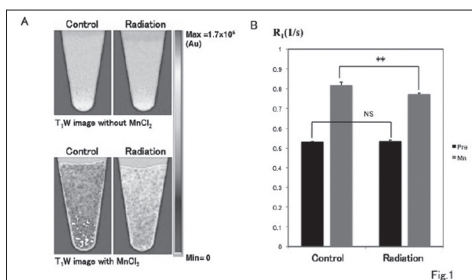 A
Control Radiation
Max =1.7x10⁶
(Au)
T₁W image without MnCl₂
Control Radiation
T₁W image with MnCl₂
Min= 0
B
R₁(1/s)
1
0.9
0.8
0.7
0.6
0.5
0.4
0.3
0.2
0.1
0
**
NS
Pre
Mn
Control Radiation
Fig.1